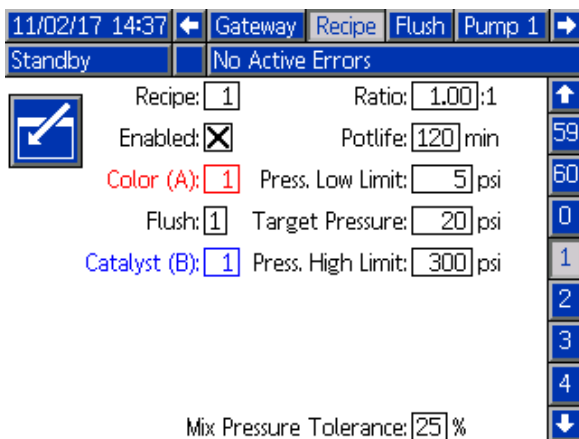 11/02/17 14:37 Gateway Recipe Flush Pump 1
Standby No Active Errors
Recipe: 1 Ratio: 1.00:1
Enabled: X Potlife: 120 min
Color (A): 1 Press. Low Limit: 5 psi
Flush: 1 Target Pressure: 20 psi
Catalyst (B): 1 Press. High Limit: 300 psi
Mix Pressure Tolerance: 25 %
59
60
0
1
2
3
4